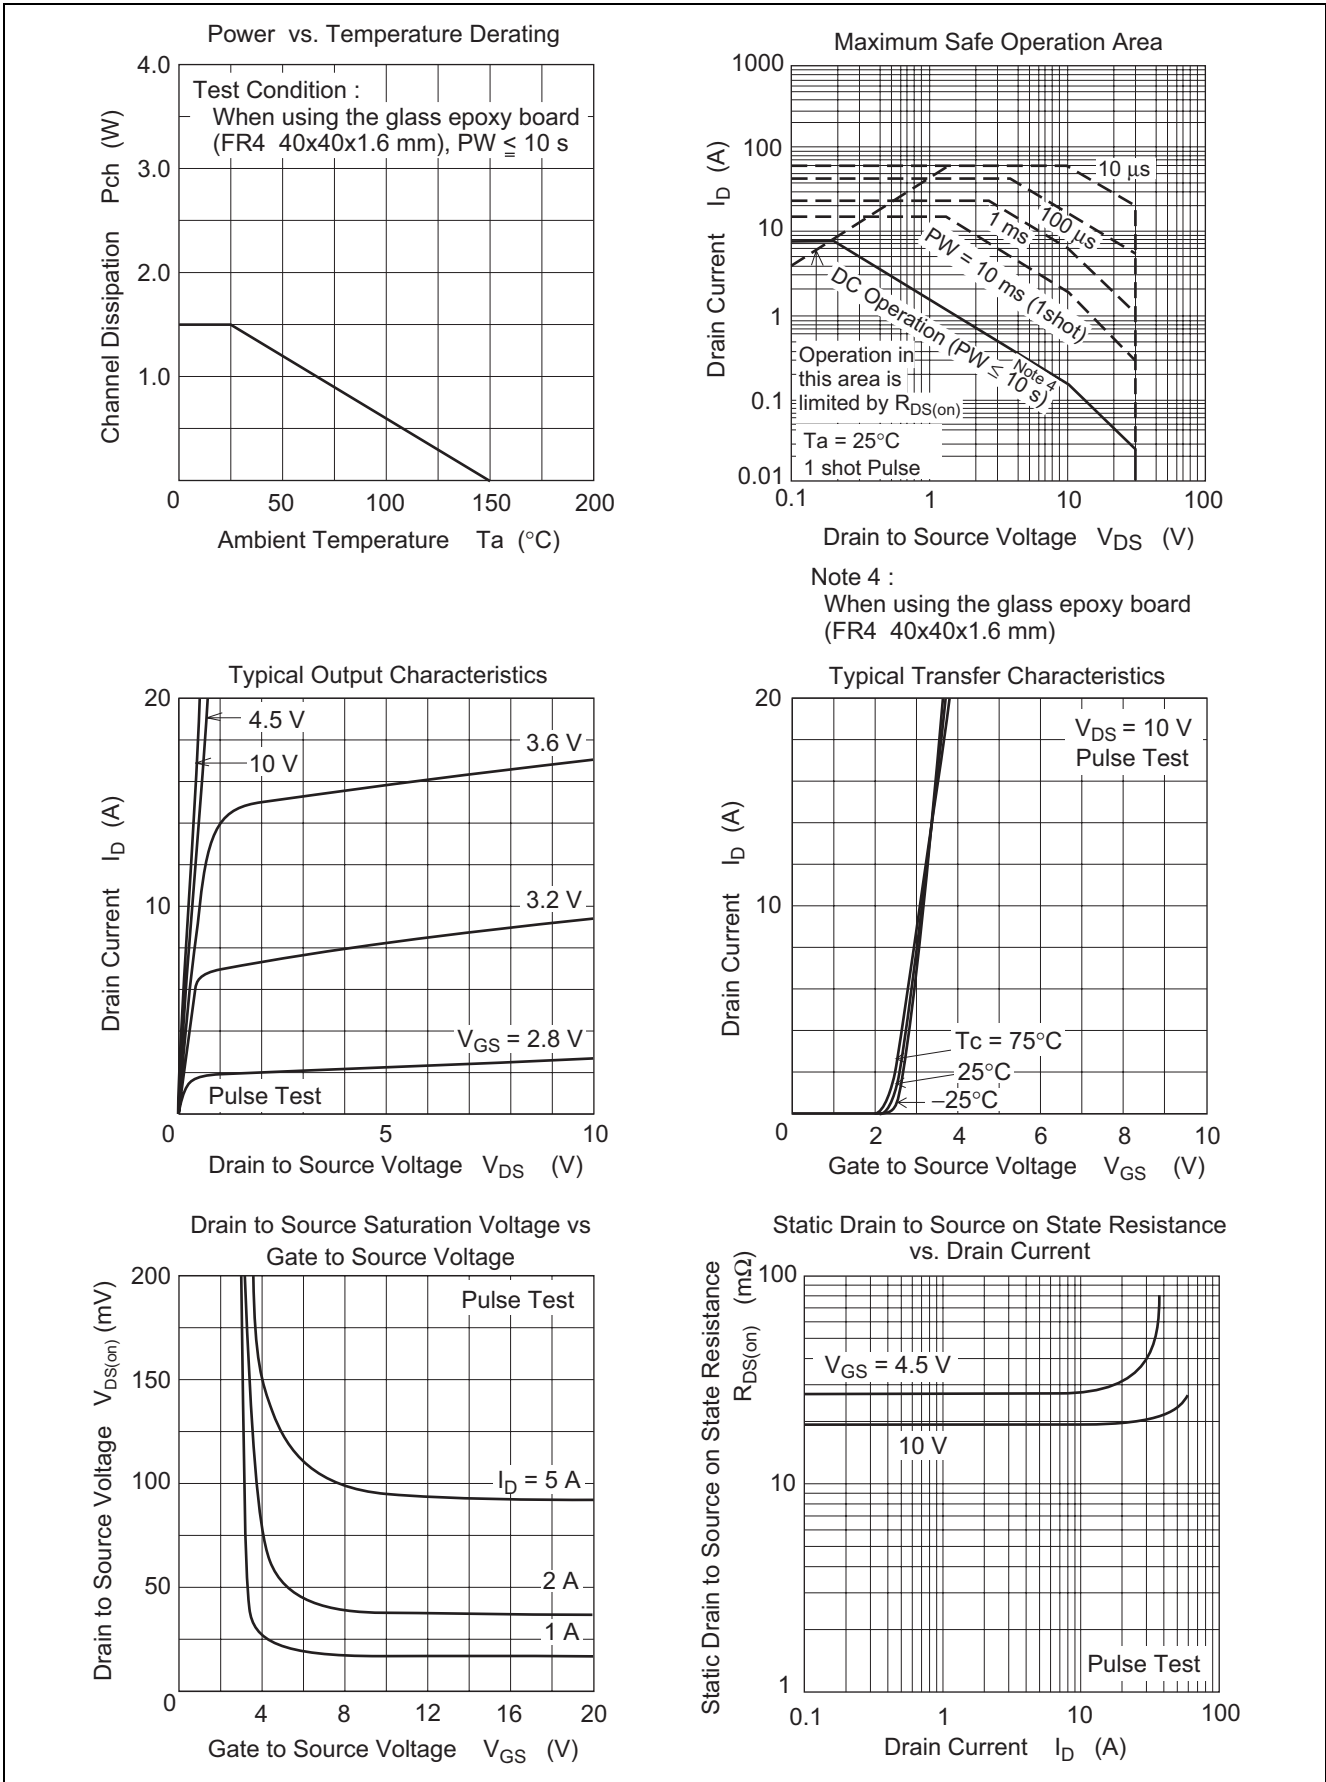 Power vs. Temperature Derating
4.0
3.0
2.0
1.0
Channel Dissipation Pch (W)
Test Condition :
When using the glass epoxy board
(FR4 40x40x1.6 mm), PW ≦ 10 s
0
50
100
150
200
Ambient Temperature Ta (°C)
Maximum Safe Operation Area
1000
100
10
1
0.1
0.01
Drain Current ID (A)
10 μs
100 μs
1 ms
PW = 10 ms (1shot)
DC Operation (PW ≤ 10 s)
Note 4
Operation in
this area is
limited by RDS(on)
Ta = 25°C
1 shot Pulse
0.1
1
10
100
Drain to Source Voltage VDS (V)
Note 4 :
When using the glass epoxy board
(FR4 40x40x1.6 mm)
Typical Output Characteristics
20
10
Drain Current ID (A)
4.5 V
10 V
3.6 V
3.2 V
VGS = 2.8 V
Pulse Test
0
5
10
Drain to Source Voltage VDS (V)
Typical Transfer Characteristics
20
10
Drain Current ID (A)
VDS = 10 V
Pulse Test
Tc = 75°C
25°C
–25°C
0
2
4
6
8
10
Gate to Source Voltage VGS (V)
Drain to Source Saturation Voltage vs
Gate to Source Voltage
200
150
100
50
Drain to Source Voltage VDS(on) (mV)
Pulse Test
ID = 5 A
2 A
1 A
0
4
8
12
16
20
Gate to Source Voltage VGS (V)
Static Drain to Source on State Resistance
vs. Drain Current
100
10
1
Static Drain to Source on State Resistance
RDS(on) (mΩ)
VGS = 4.5 V
10 V
Pulse Test
0.1
1
10
100
Drain Current ID (A)